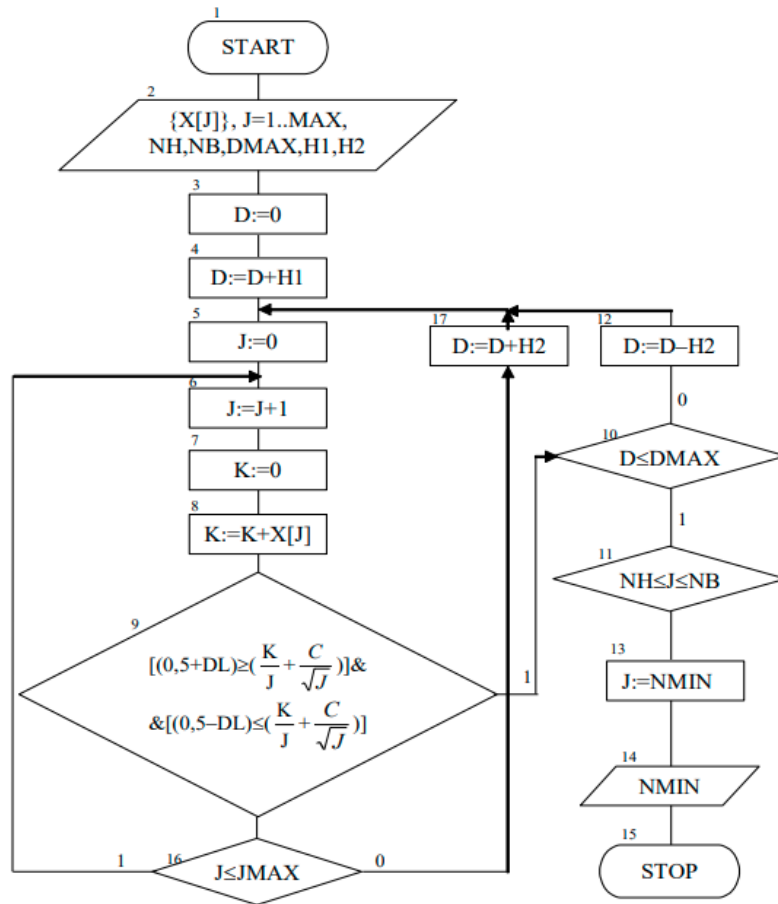 1
START
2
{X[J]}, J=1..MAX,
NH,NB,DMAX,H1,H2
3
D:=0
4
D:=D+H1
5
J:=0
6
J:=J+1
7
K:=0
8
K:=K+X[J]
9
[(0,5+DL)≥(K/J+C/√J)]&
&[(0,5–DL)≤(K/J+C/√J)]
1
16
J≤JMAX
1
0
17
D:=D+H2
12
D:=D–H2
0
10
D≤DMAX
1
11
NH≤J≤NB
13
J:=NMIN
14
NMIN
15
STOP